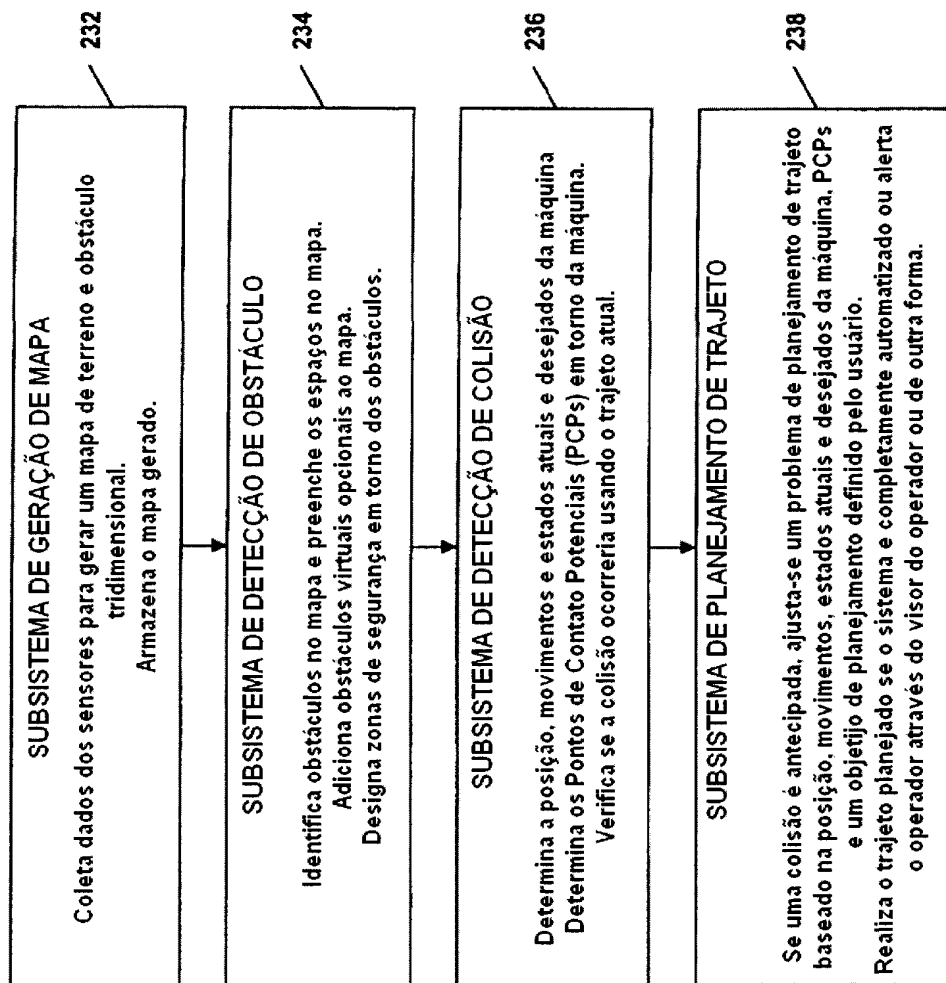 SUBSISTEMA DE GERAÇÃO DE MAPA
Coleta dados dos sensores para gerar um mapa de terreno e obstáculo
tridimensional.
Armazena o mapa gerado.
232
SUBSISTEMA DE DETECÇÃO DE OBSTÁCULO
Identifica obstáculos no mapa e preenche os espaços no mapa.
Adiciona obstáculos virtuais opcionais ao mapa.
Designa zonas de segurança em torno dos obstáculos.
234
SUBSISTEMA DE DETECÇÃO DE COLISÃO
Determina a posição, movimentos e estados atuais e desejados da máquina
Determina os Pontos de Contato Potenciais (PCPs) em torno da máquina.
Verifica se a colisão ocorreria usando o trajeto atual.
236
SUBSISTEMA DE PLANEJAMENTO DE TRAJETO
Se uma colisão é antecipada, ajusta-se um problema de planejamento de trajeto
baseado na posição, movimentos, estados atuais e desejados da máquina, PCPs
e um objetijo de planejamento definido pelo usuário.
Realiza o trajeto planejado se o sistema e completamente automatizado ou alerta
o operador através do visor do operador ou de outra forma.
238